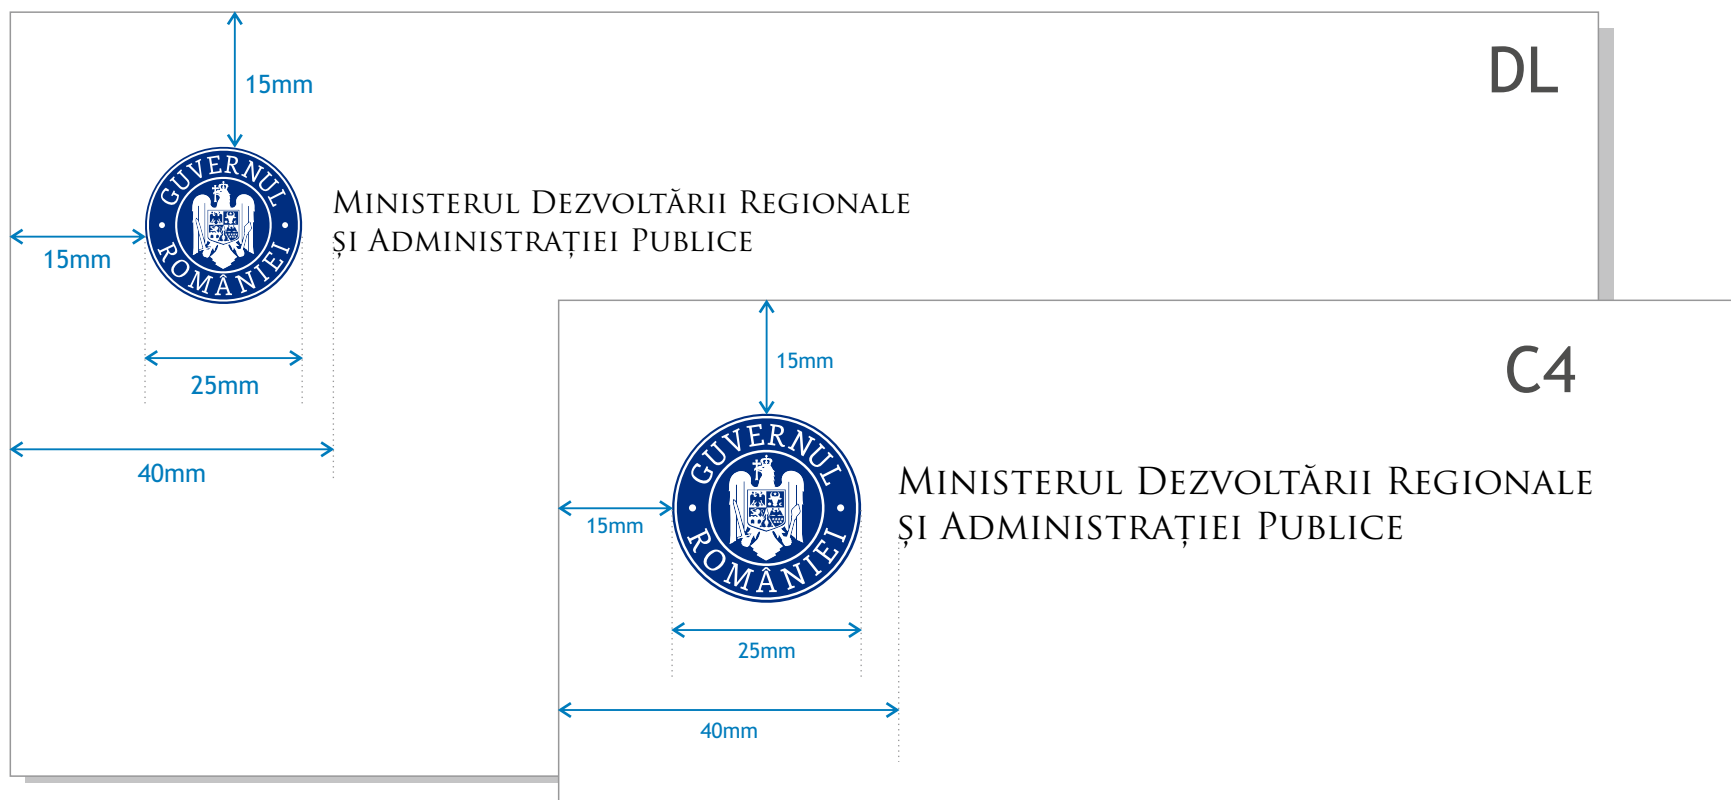 DL
15mm
GUVERNUL
ROMÂNIEI
MINISTERUL DEZVOLTĂRII REGIONALE
ȘI ADMINISTRAȚIEI PUBLICE
15mm
25mm
40mm
C4
15mm
GUVERNUL
ROMÂNIEI
MINISTERUL DEZVOLTĂRII REGIONALE
ȘI ADMINISTRAȚIEI PUBLICE
15mm
25mm
40mm